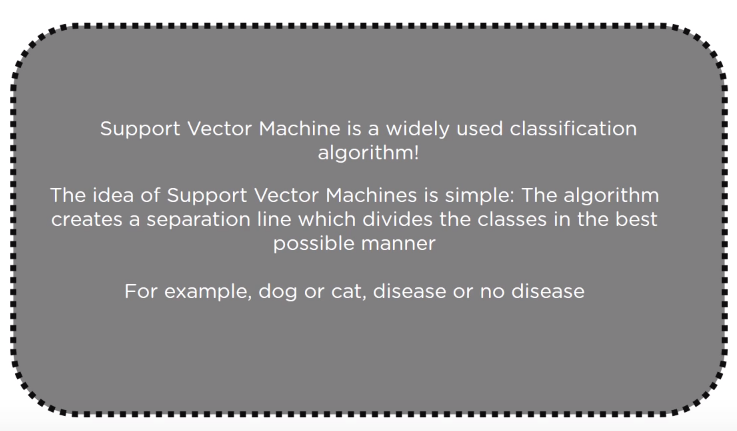 Support Vector Machine is a widely used classification
algorithm!
The idea of Support Vector Machines is simple: The algorithm
creates a separation line which divides the classes in the best
possible manner
For example, dog or cat, disease or no disease